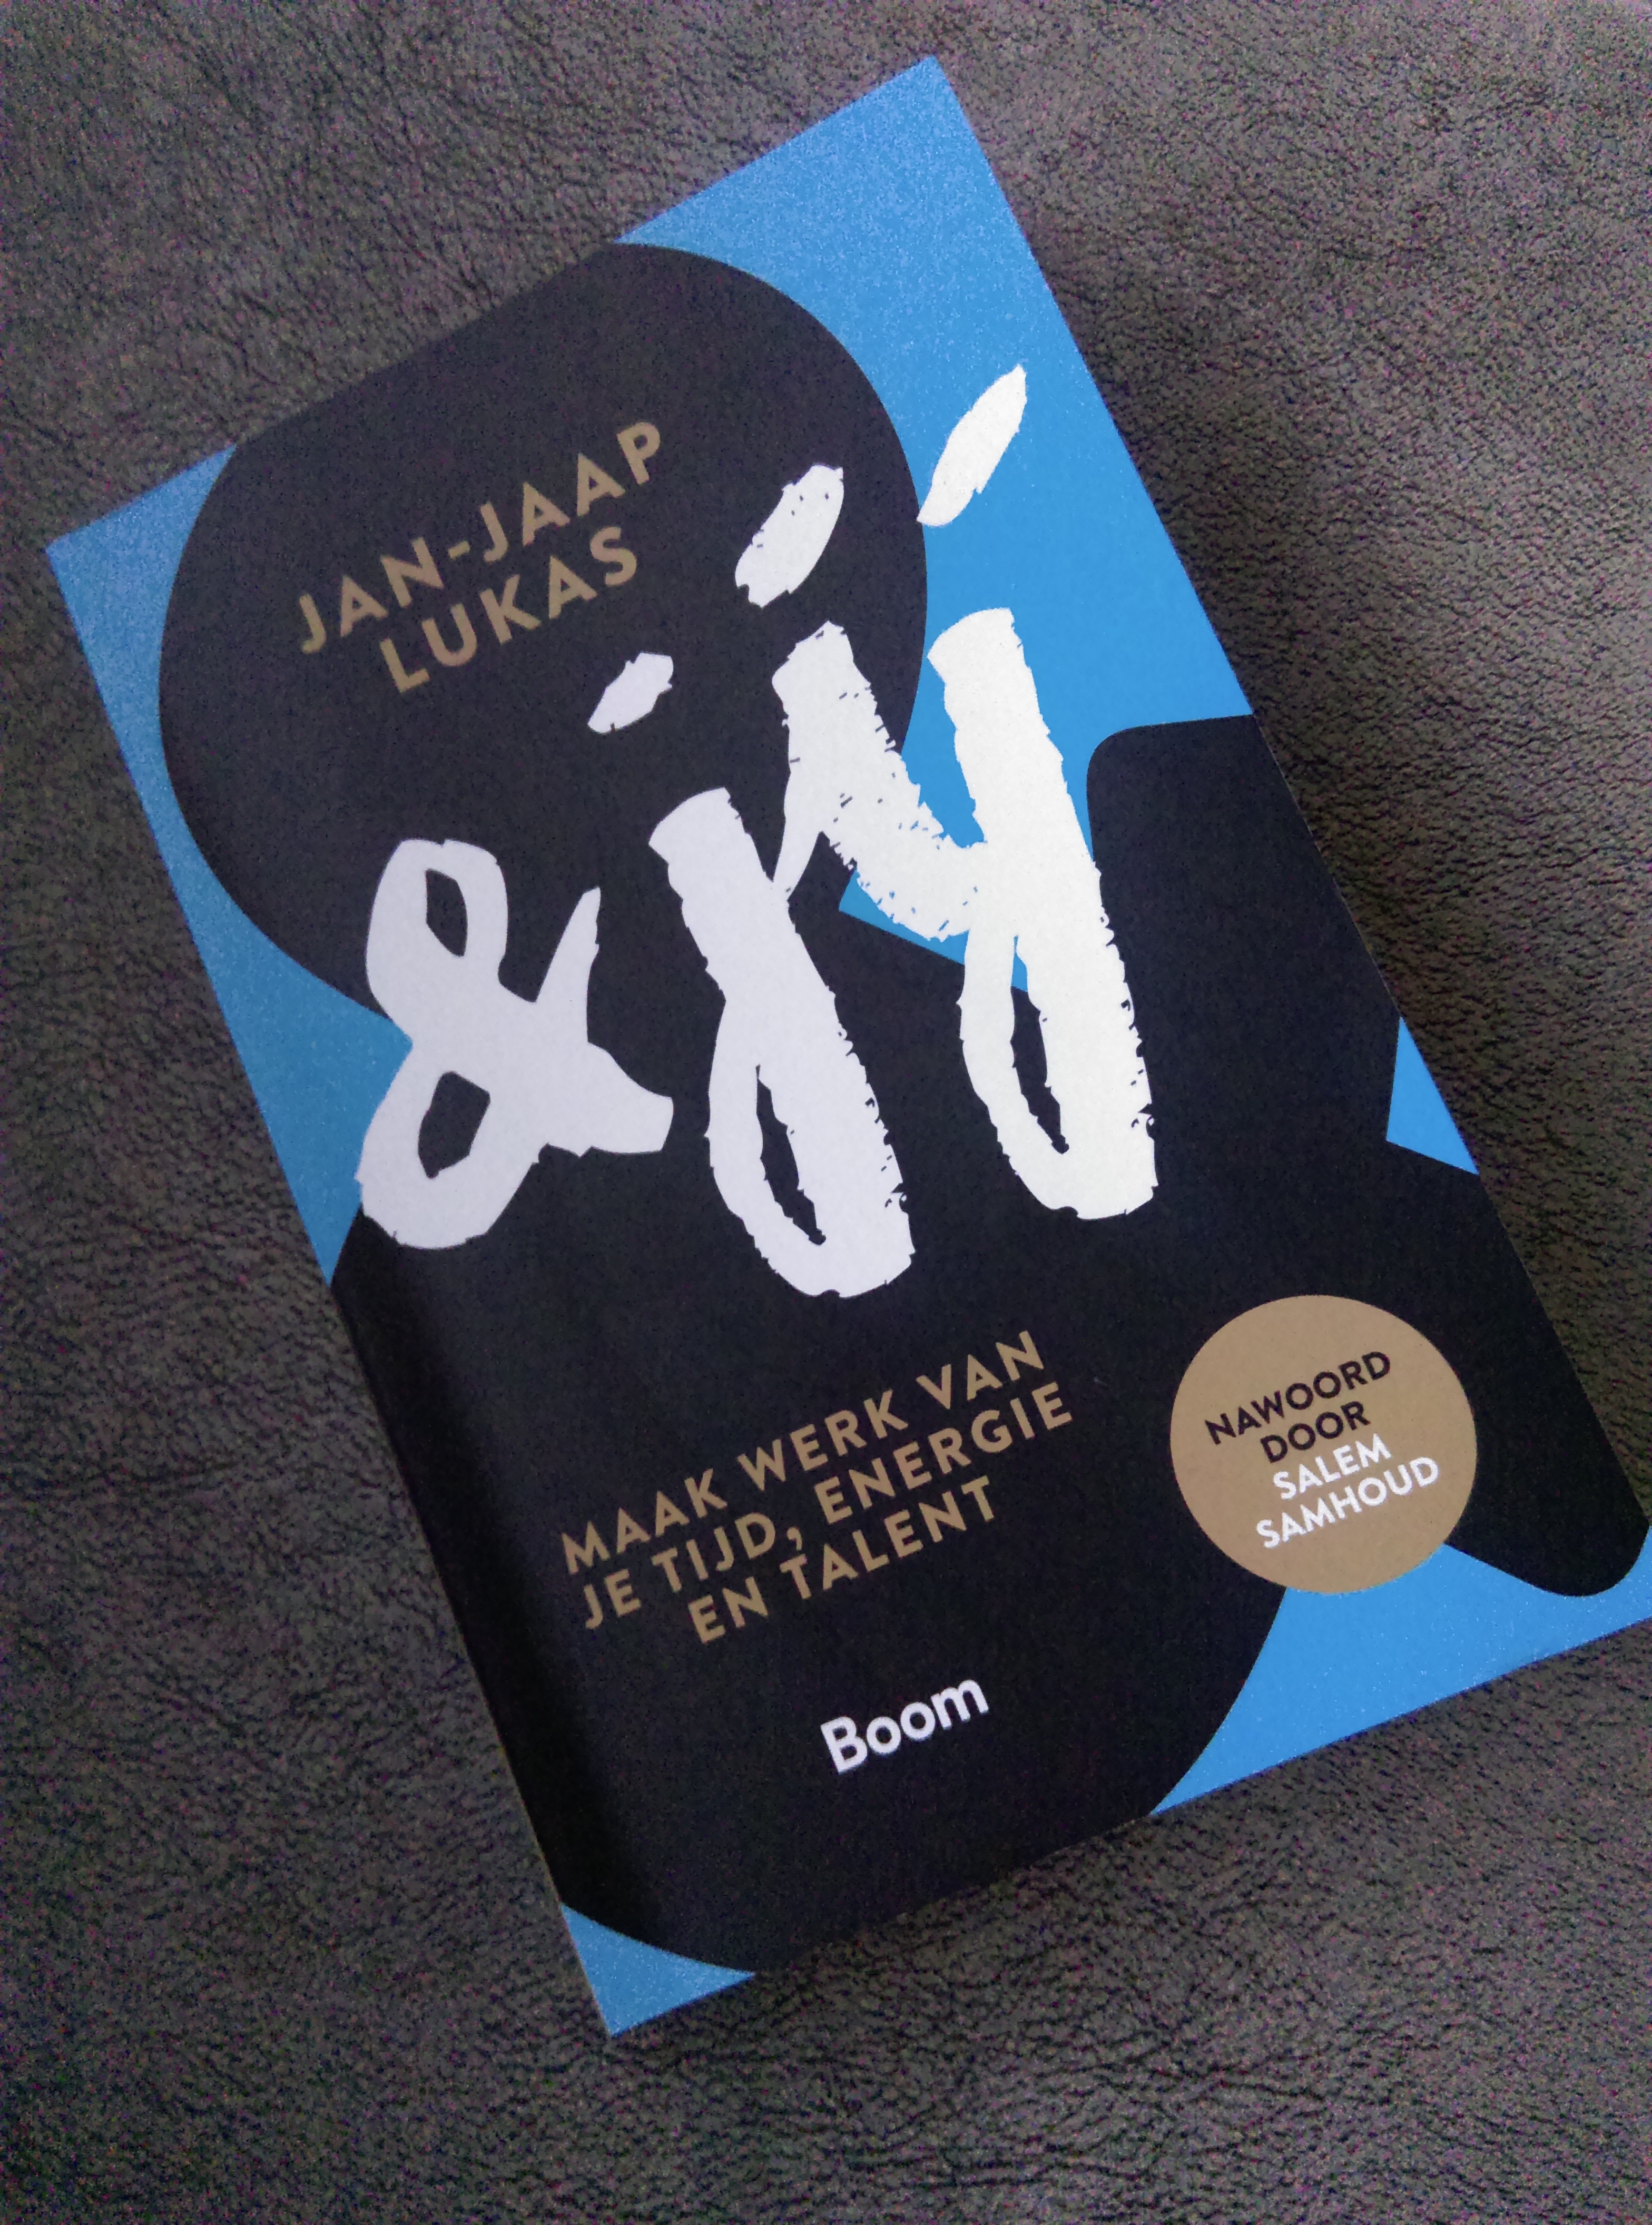 JAN-JAAP
LUKAS
&jij
MAAK WERK VAN
JE TIJD, ENERGIE
EN TALENT
NAWOORD
DOOR
SALEM
SAMHOUD
Boom